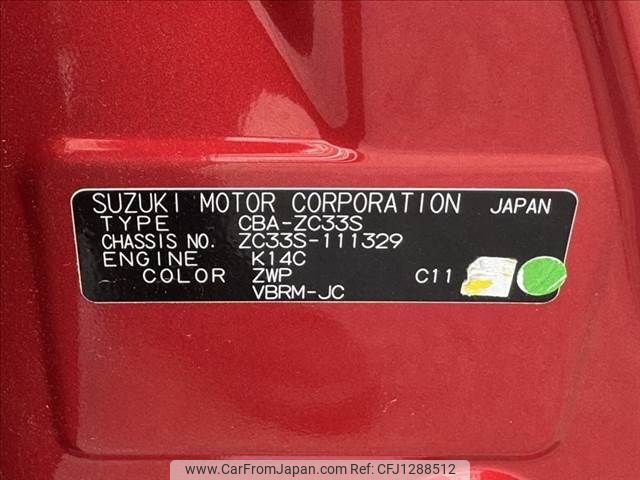 SUZUKI MOTOR CORPORATION JAPAN
TYPE CBA-ZC33S
CHASSIS NO. ZC33S-111329
ENGINE K14C
COLOR ZWP C11
VBRM-JC
www.CarFromJapan.com Ref. CFJ1288512